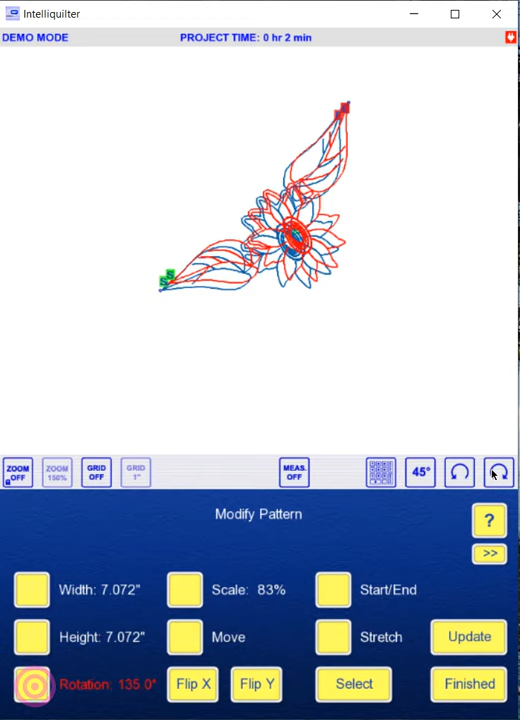 Intelliquilter
DEMO MODE PROJECT TIME: 0 hr 2 min
S S
ZOOM OFF ZOOM 150% GRID OFF GRID 1" MEAS. OFF 45°
Modify Pattern
?
>>
Width: 7.072" Scale: 83% Start/End
Height: 7.072" Move Stretch Update
Rotation: 135.0° Flip X Flip Y Select Finished